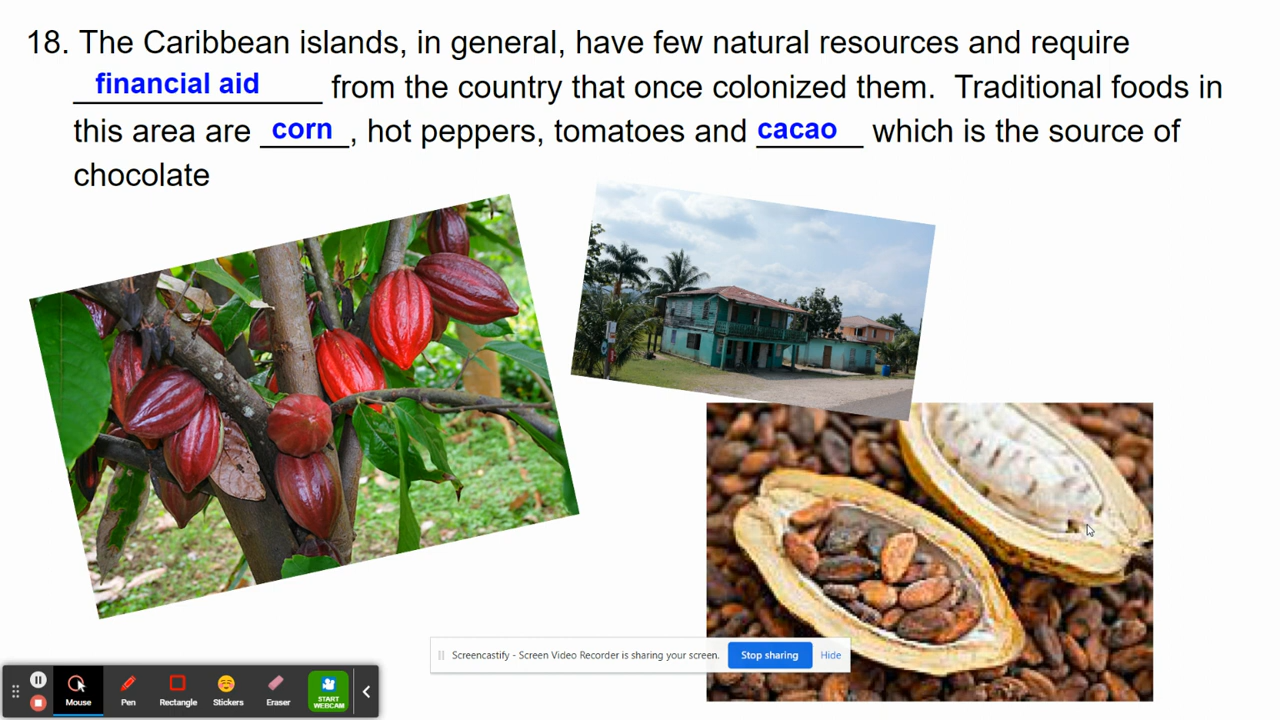 18. The Caribbean islands, in general, have few natural resources and require
financial aid from the country that once colonized them. Traditional foods in
this area are corn, hot peppers, tomatoes and cacao which is the source of
chocolate
Screencastify - Screen Video Recorder is sharing your screen. Stop sharing Hide
Mouse Pen Rectangle Stickers Eraser START WEBCAM